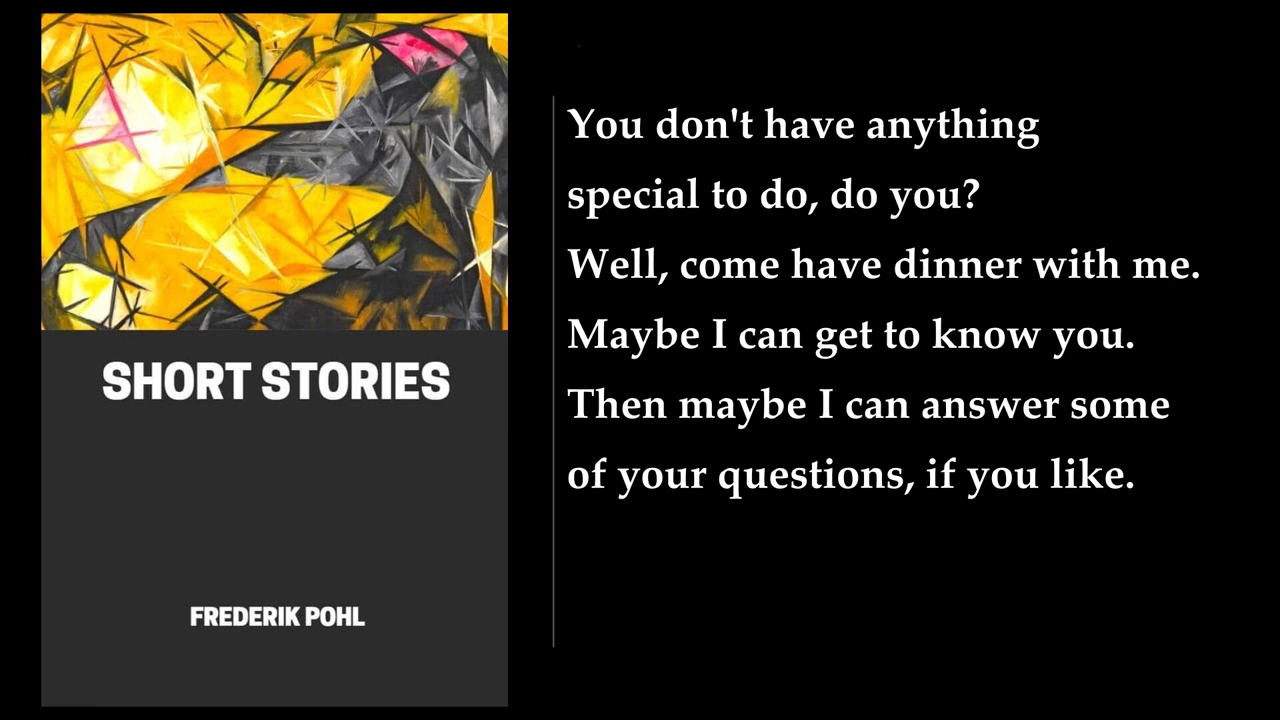 SHORT STORIES
FREDERIK POHL
You don't have anything
special to do, do you?
Well, come have dinner with me.
Maybe I can get to know you.
Then maybe I can answer some
of your questions, if you like.